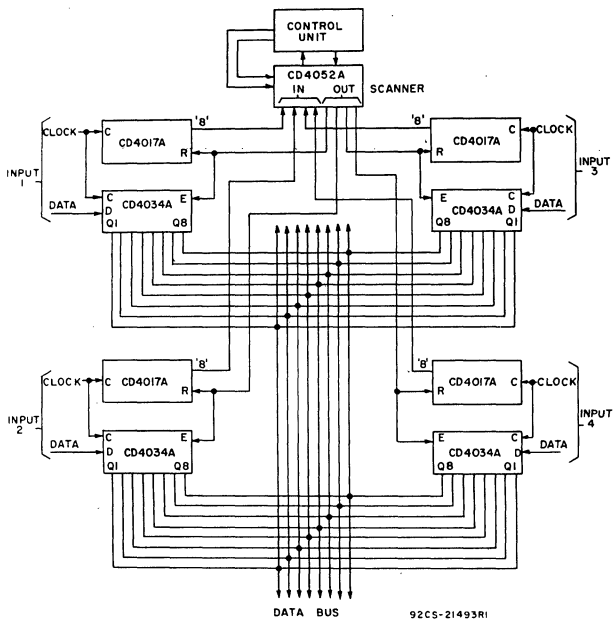 CONTROL
UNIT
CD4052A
IN OUT
SCANNER
CLOCK
C
CD4017A
'8'
R
INPUT
1
DATA
C
D
E
CD4034A
Q1 Q8
'8'
CD4017A
C
CLOCK
R
INPUT
3
E
C
D
DATA
CD4034A
Q8 Q1
CLOCK
C
CD4017A
'8'
R
INPUT
2
DATA
C
D
E
CD4034A
Q1 Q8
'8'
CD4017A
C
CLOCK
R
INPUT
4
E
C
D
DATA
CD4034A
Q8 Q1
DATA BUS
92CS-21493R1